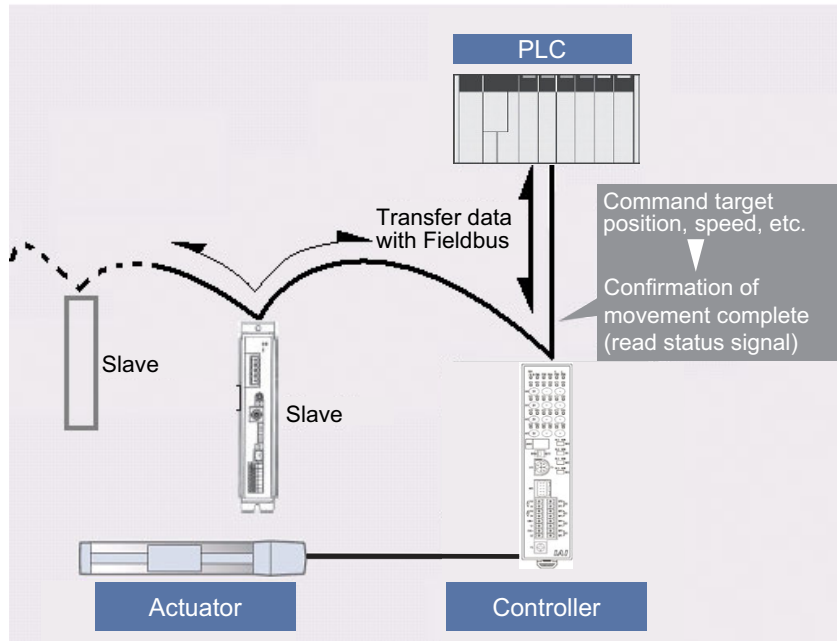 PLC
Transfer data
with Fieldbus
Command target
position, speed, etc.
Confirmation of
movement complete
(read status signal)
Slave
Slave
IAI
Actuator
Controller